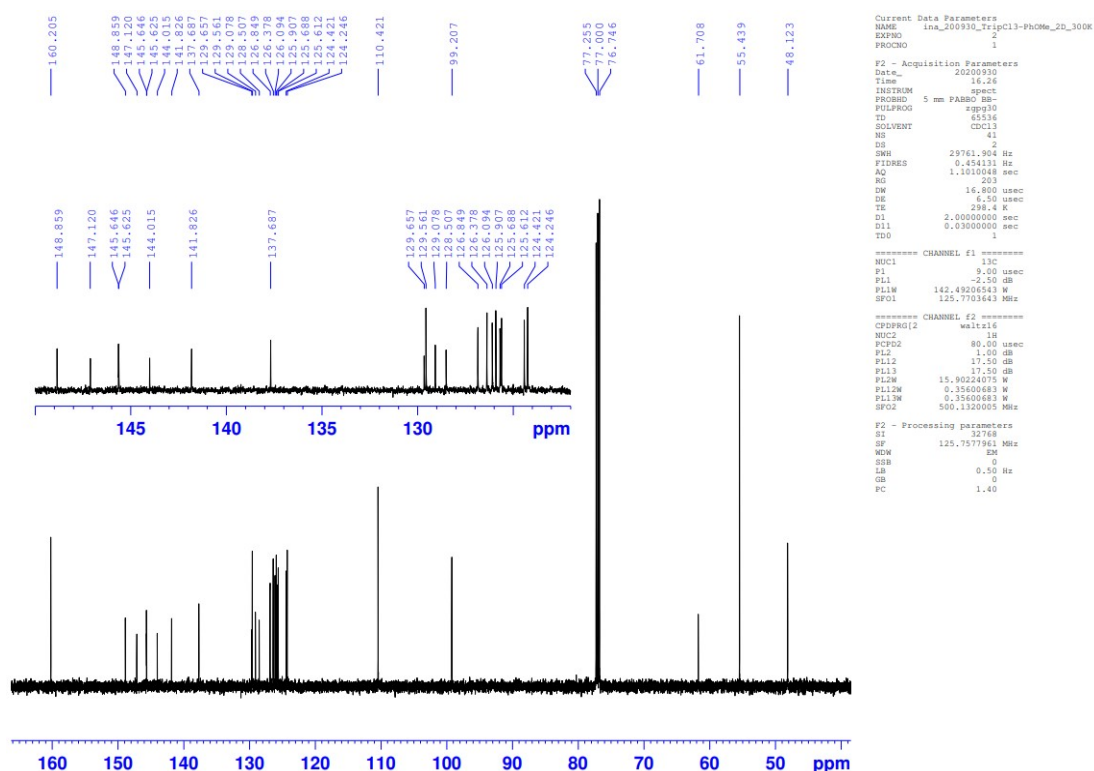 160.205
148.859
147.120
145.646
145.625
144.015
141.826
137.687
129.657
129.561
129.078
128.507
126.849
126.378
126.094
125.907
125.688
125.612
124.421
124.246
110.421
99.207
77.255
77.000
76.746
61.708
55.439
48.123
148.859
147.120
145.646
145.625
144.015
141.826
137.687
129.657
129.561
129.078
128.507
126.849
126.378
126.094
125.907
125.688
125.612
124.421
124.246
145 140 135 130 ppm
160 150 140 130 120 110 100 90 80 70 60 50 ppm
Current Data Parameters
NAME ina_200930_TripCl3-PhOMe_2D_300K
EXPNO 2
PROCNO 1
F2 - Acquisition Parameters
Date_ 20200930
Time 16.26
INSTRUM spect
PROBHD 5 mm PABBO BB-
PULPROG zgpg30
TD 65536
SOLVENT CDCl3
NS 41
DS 2
SWH 29761.904 Hz
FIDRES 0.454131 Hz
AQ 1.1010048 sec
RG 203
DW 16.800 usec
DE 6.50 usec
TE 298.4 K
D1 2.00000000 sec
D11 0.03000000 sec
TD0 1
======== CHANNEL f1 ========
NUC1 13C
P1 9.00 usec
PL1 -2.50 dB
PL1W 142.49206543 W
SFO1 125.7703643 MHz
======== CHANNEL f2 ========
CPDPRG[2 waltz16
NUC2 1H
PCPD2 80.00 usec
PL2 1.00 dB
PL12 17.50 dB
PL13 17.50 dB
PL2W 15.90224075 W
PL12W 0.35600683 W
PL13W 0.35600683 W
SFO2 500.1320005 MHz
F2 - Processing parameters
SI 32768
SF 125.7577961 MHz
WDW EM
SSB 0
LB 0.50 Hz
GB 0
PC 1.40